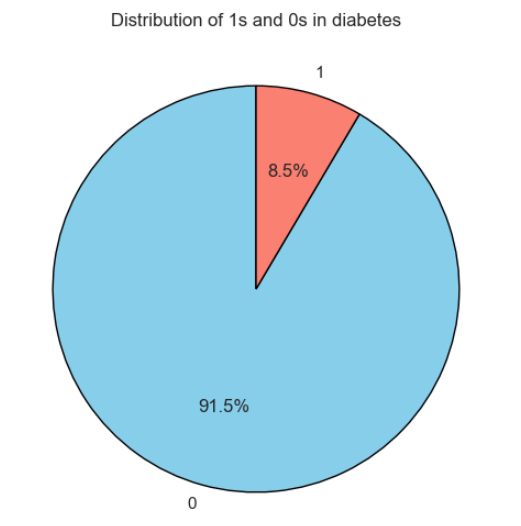 Distribution of 1s and 0s in diabetes
1
8.5%
91.5%
0